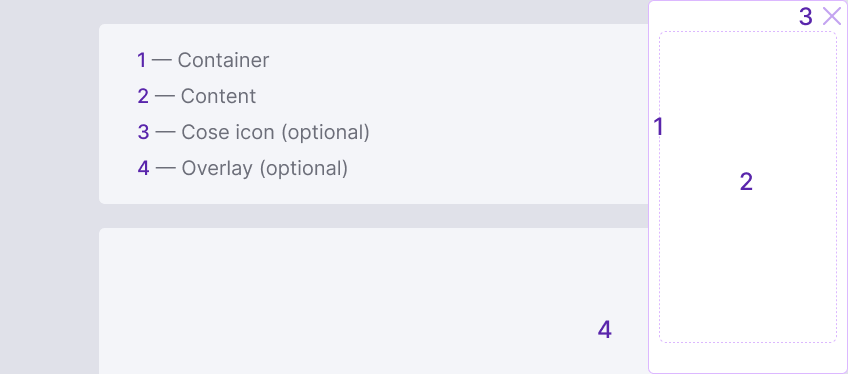 1 — Container
2 — Content
3 — Cose icon (optional)
4 — Overlay (optional)
3
1
2
4